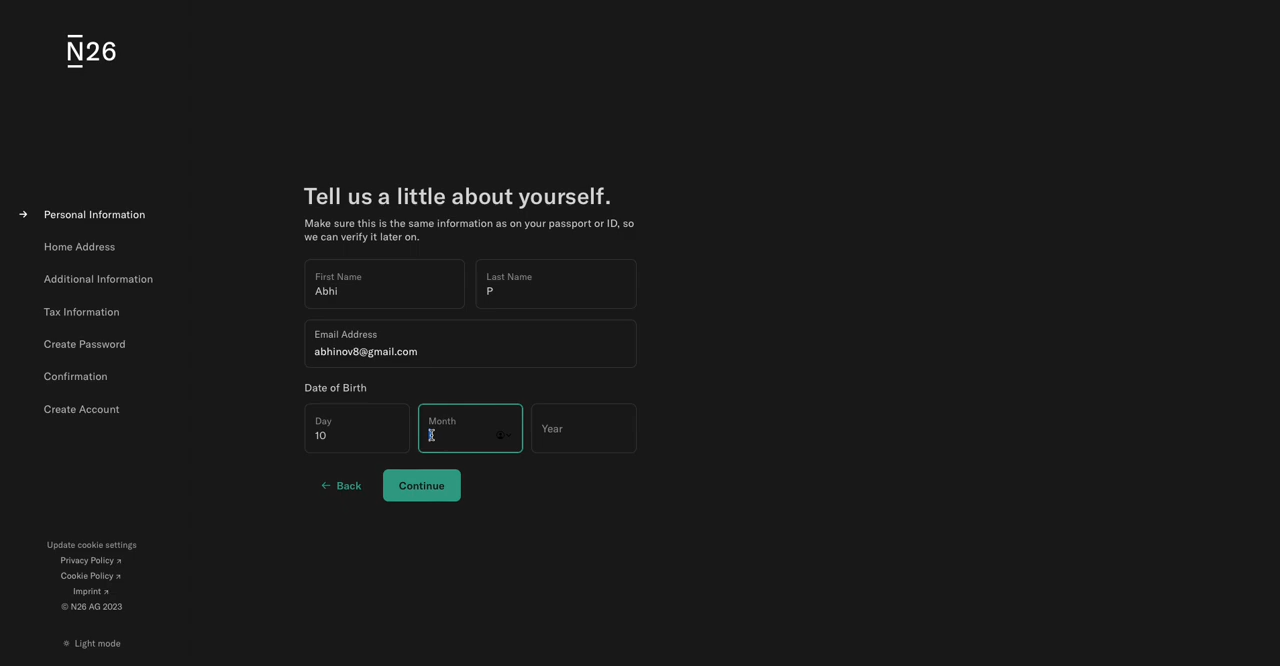 N26
Personal Information
Home Address
Additional Information
Tax Information
Create Password
Confirmation
Create Account
Update cookie settings
Privacy Policy ↗
Cookie Policy ↗
Imprint ↗
© N26 AG 2023
Light mode
Tell us a little about yourself.
Make sure this is the same information as on your passport or ID, so
we can verify it later on.
First Name
Abhi
Last Name
P
Email Address
abhinov8@gmail.com
Date of Birth
Day
10
Month
Year
← Back
Continue